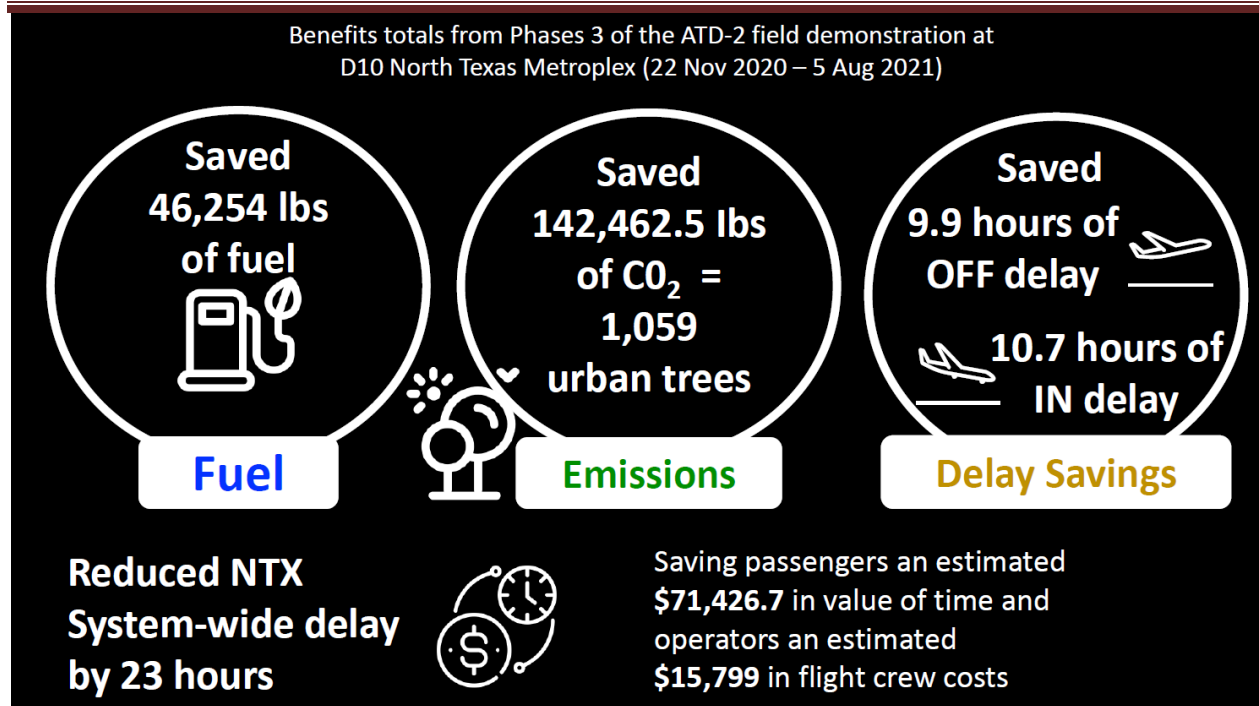 Benefits totals from Phases 3 of the ATD-2 field demonstration at
D10 North Texas Metroplex (22 Nov 2020 – 5 Aug 2021)
Saved
46,254 lbs
of fuel
Fuel
Saved
142,462.5 lbs
of C0₂ =
1,059
urban trees
Emissions
Saved
9.9 hours of
OFF delay
10.7 hours of
IN delay
Delay Savings
Reduced NTX
System-wide delay
by 23 hours
$
Saving passengers an estimated
$71,426.7 in value of time and
operators an estimated
$15,799 in flight crew costs